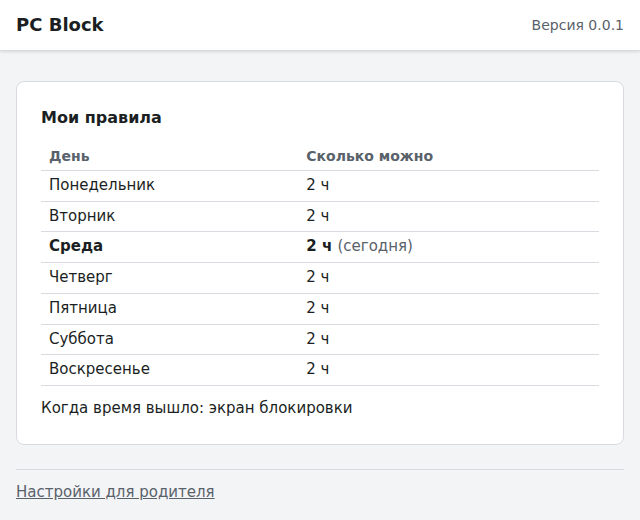 PC Block
Версия 0.0.1
Мои правила
День Сколько можно
Понедельник 2 ч
Вторник 2 ч
Среда 2 ч (сегодня)
Четверг 2 ч
Пятница 2 ч
Суббота 2 ч
Воскресенье 2 ч
Когда время вышло: экран блокировки
Настройки для родителя